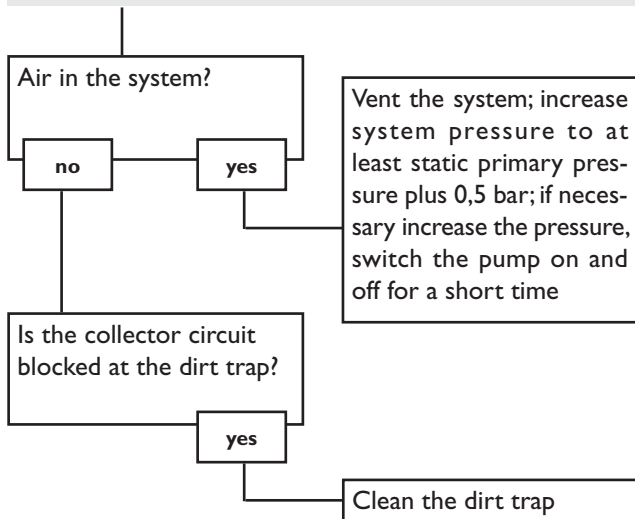 Air in the system?
no
yes
Vent the system; increase
system pressure to at
least static primary pres-
sure plus 0,5 bar; if neces-
sary increase the pressure,
switch the pump on and
off for a short time
Is the collector circuit
blocked at the dirt trap?
yes
Clean the dirt trap